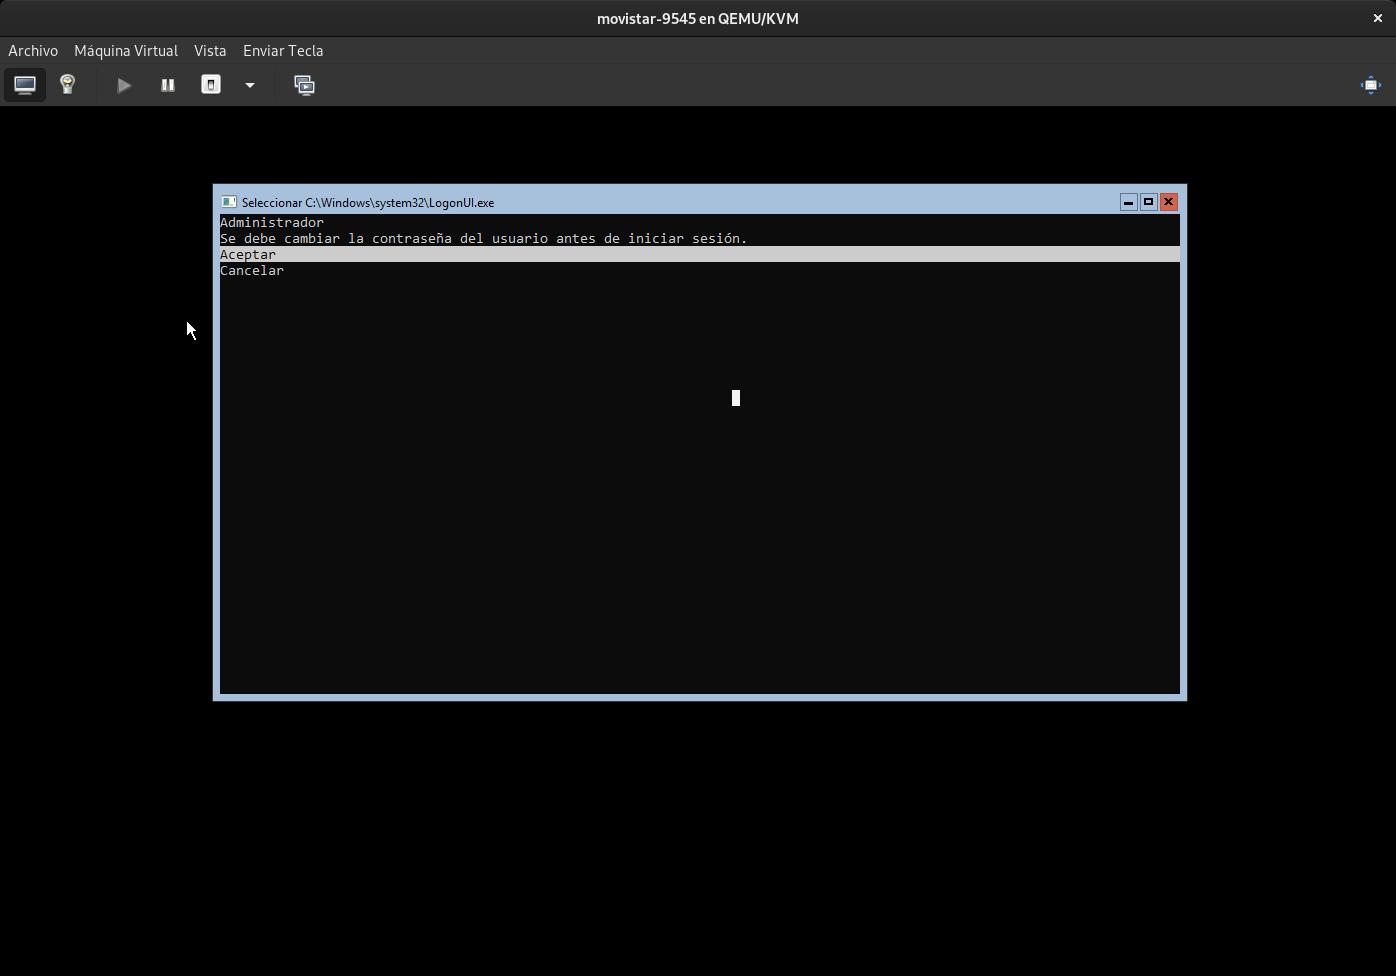 movistar-9545 en QEMU/KVM
Archivo Máquina Virtual Vista Enviar Tecla
Seleccionar C:\Windows\system32\LogonUI.exe
Administrador
Se debe cambiar la contraseña del usuario antes de iniciar sesión.
Aceptar
Cancelar